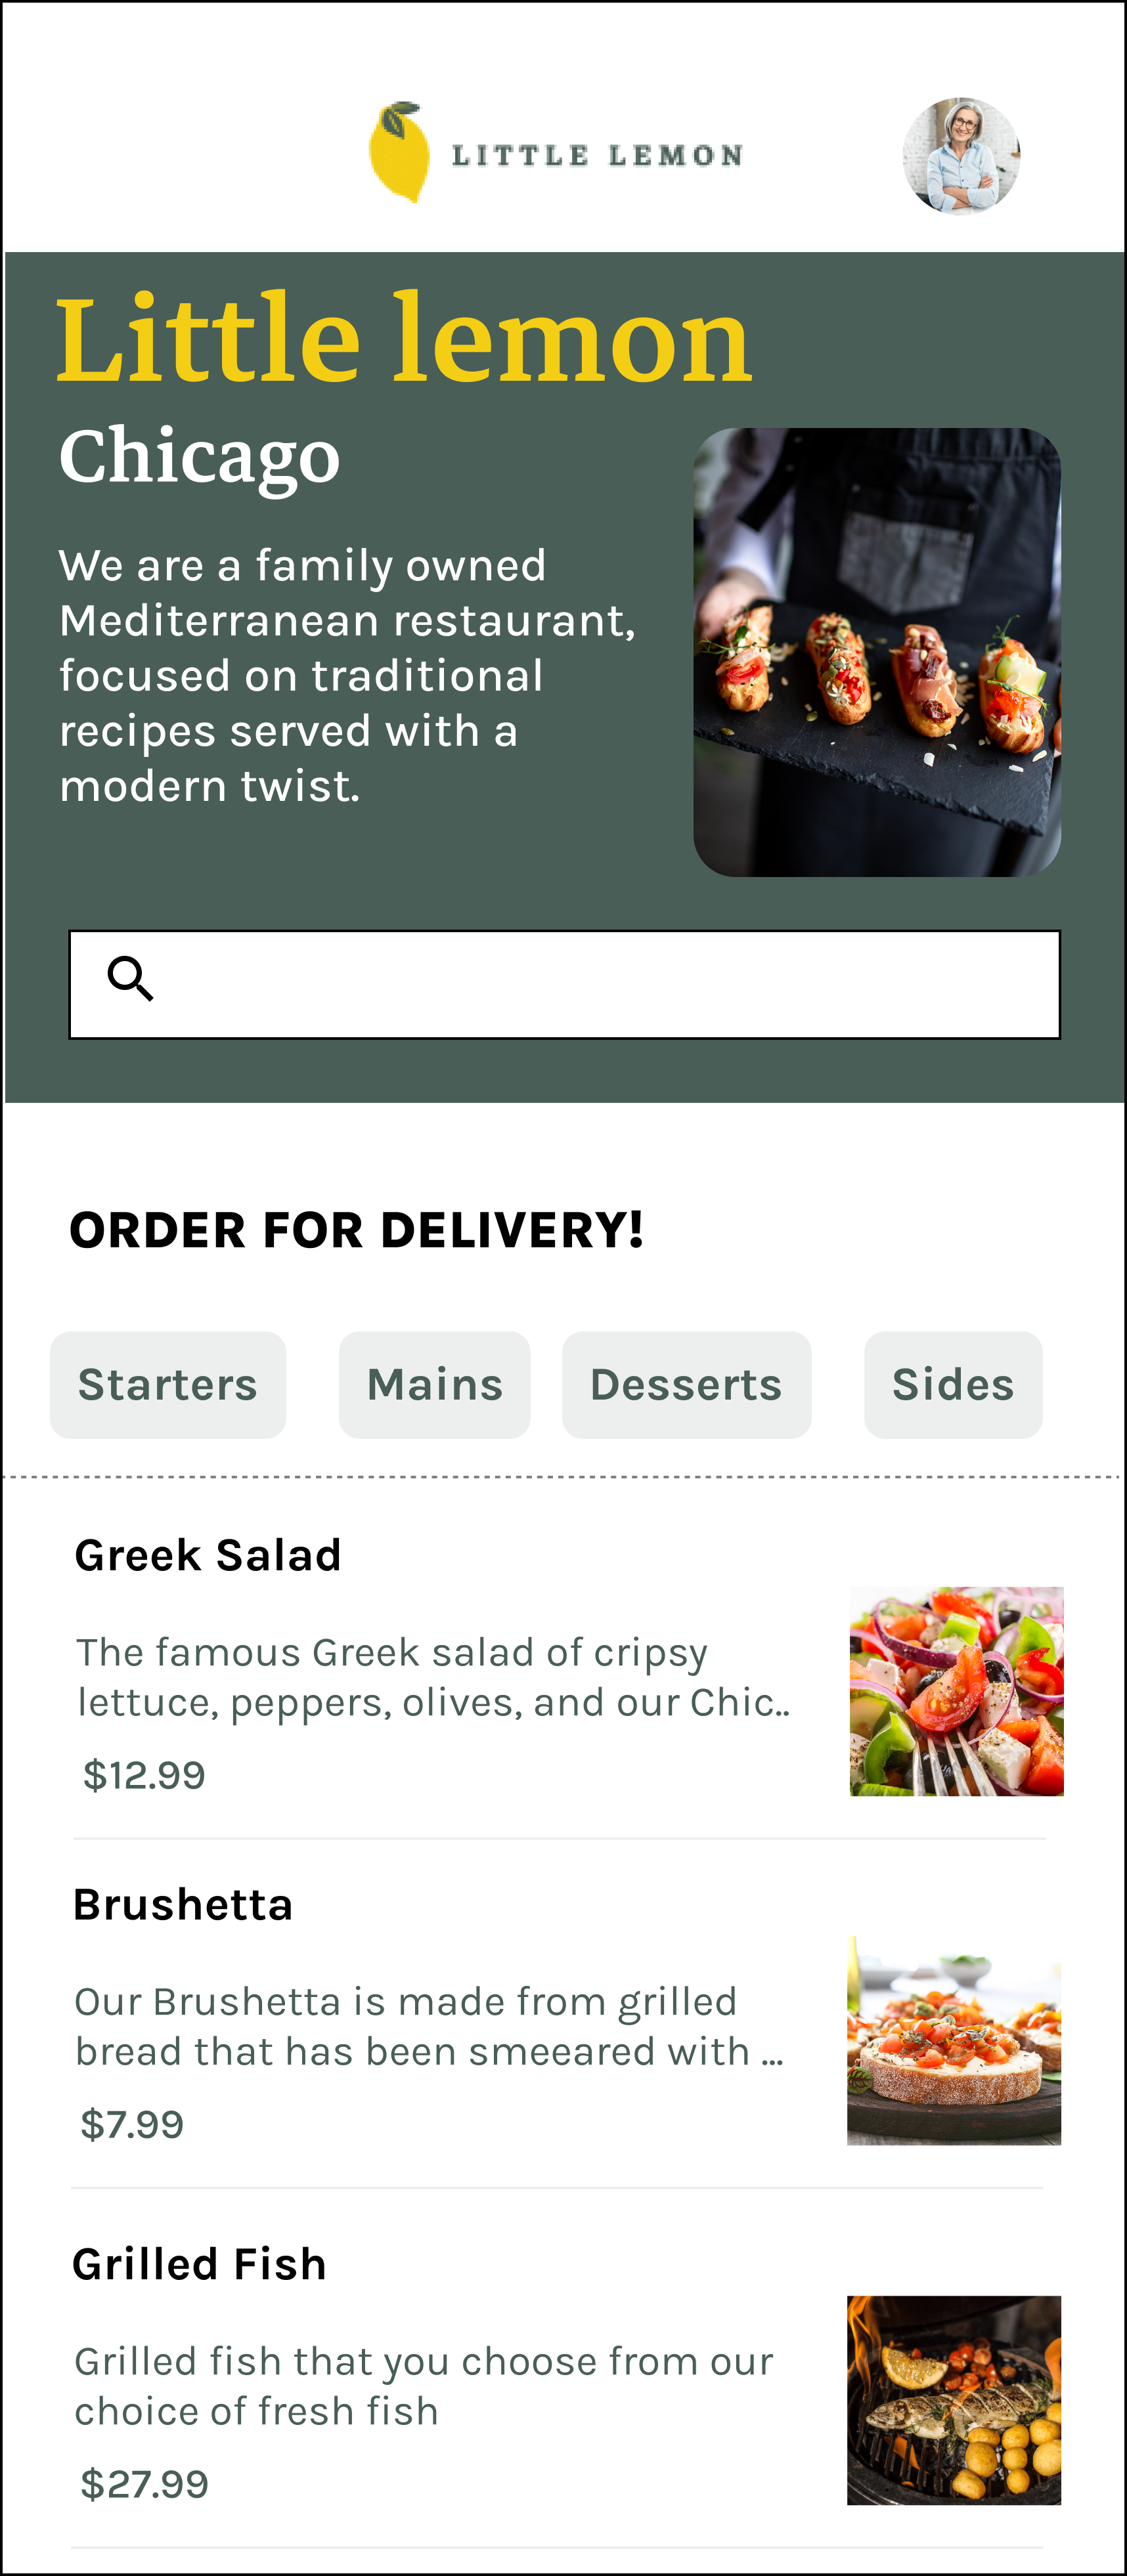 LITTLE LEMON
Little lemon
Chicago
We are a family owned
Mediterranean restaurant,
focused on traditional
recipes served with a
modern twist.
ORDER FOR DELIVERY!
Starters Mains Desserts Sides
Greek Salad
The famous Greek salad of cripsy
lettuce, peppers, olives, and our Chic..
$12.99
Brushetta
Our Brushetta is made from grilled
bread that has been smeeared with ...
$7.99
Grilled Fish
Grilled fish that you choose from our
choice of fresh fish
$27.99